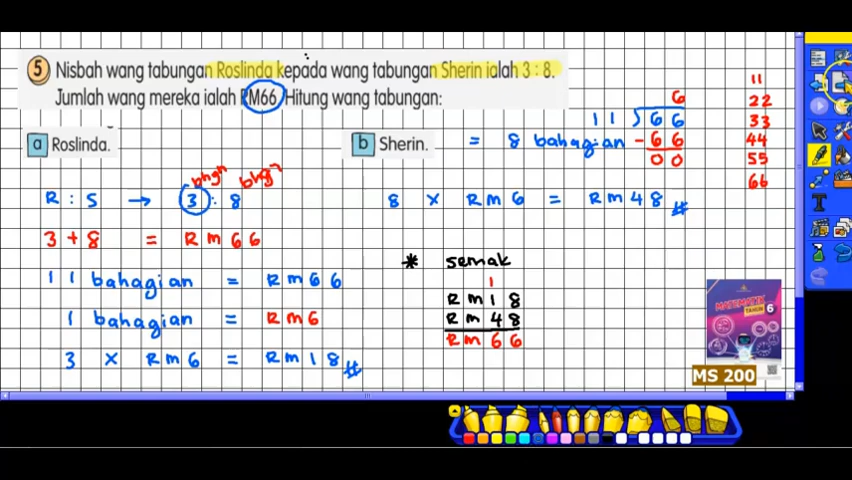 5 Nisbah wang tabungan Roslinda kepada wang tabungan Sherin ialah 3 : 8.
Jumlah wang mereka ialah RM66. Hitung wang tabungan:
a Roslinda.
b Sherin.
bhgn bhgn
R : S → 3 : 8
3 + 8 = Rm66
11 bahagian = Rm66
1 bahagian = Rm6
3 x Rm6 = Rm18 #
= 8 bahagian
8 x Rm6 = Rm48 #
6
11 ) 66
- 66
00
11
22
33
44
55
66
* semak
1
Rm18
Rm48
Rm66
MATEMATIK
TAHUN 6
MS 200
T